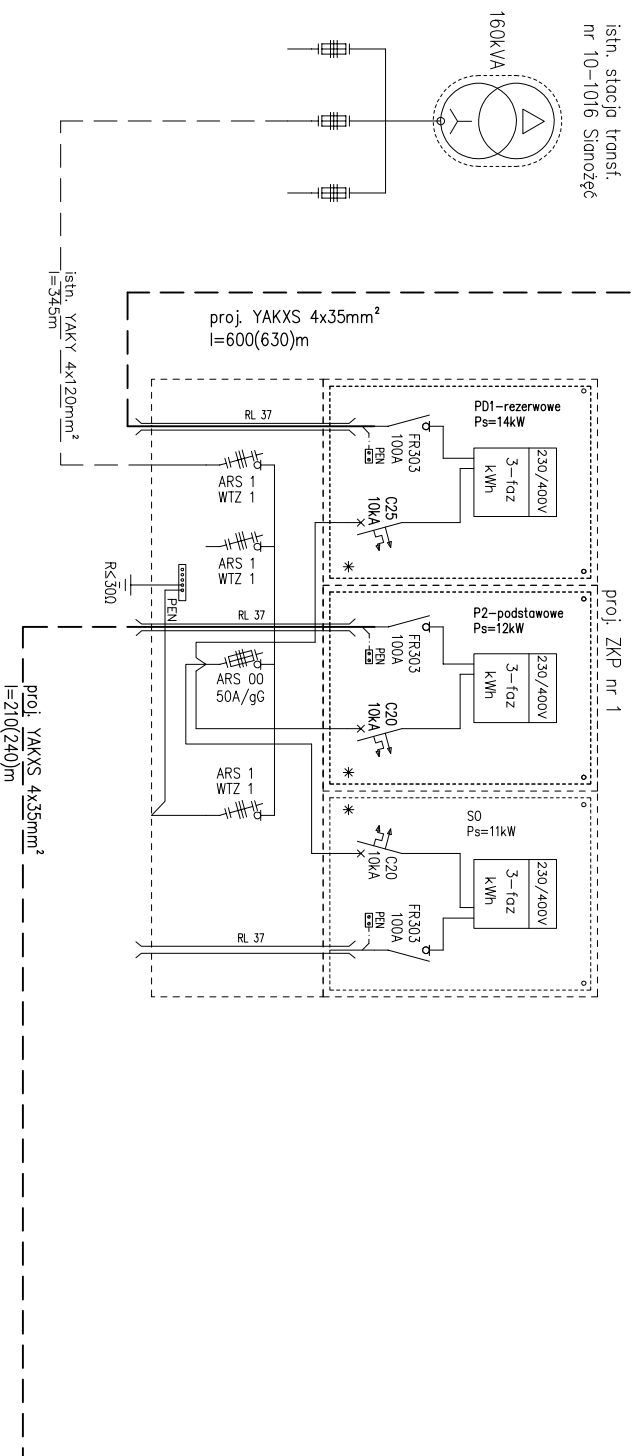 istn. stacja transf.
nr 10-1016 Sianożęć
160kVA
istn. YAKY 4x120mm²
l=345m
proj. YAKXS 4x35mm²
l=600(630)m
proj. ZKP nr 1
PD1-rezerwowe
Ps=14kW
230/400V
3-faz
kWh
FR303
100A
PEN
C25
10kA
*
RL 37
P2-podstawowe
Ps=12kW
230/400V
3-faz
kWh
FR303
100A
PEN
C20
10kA
*
RL 37
SO
Ps=11kW
230/400V
3-faz
kWh
*
C20
10kA
FR303
100A
PEN
RL 37
ARS 1
WTZ 1
ARS 1
WTZ 1
ARS 00
50A/gG
ARS 1
WTZ 1
PEN
R≤30Ω
proj. YAKXS 4x35mm²
l=210(240)m